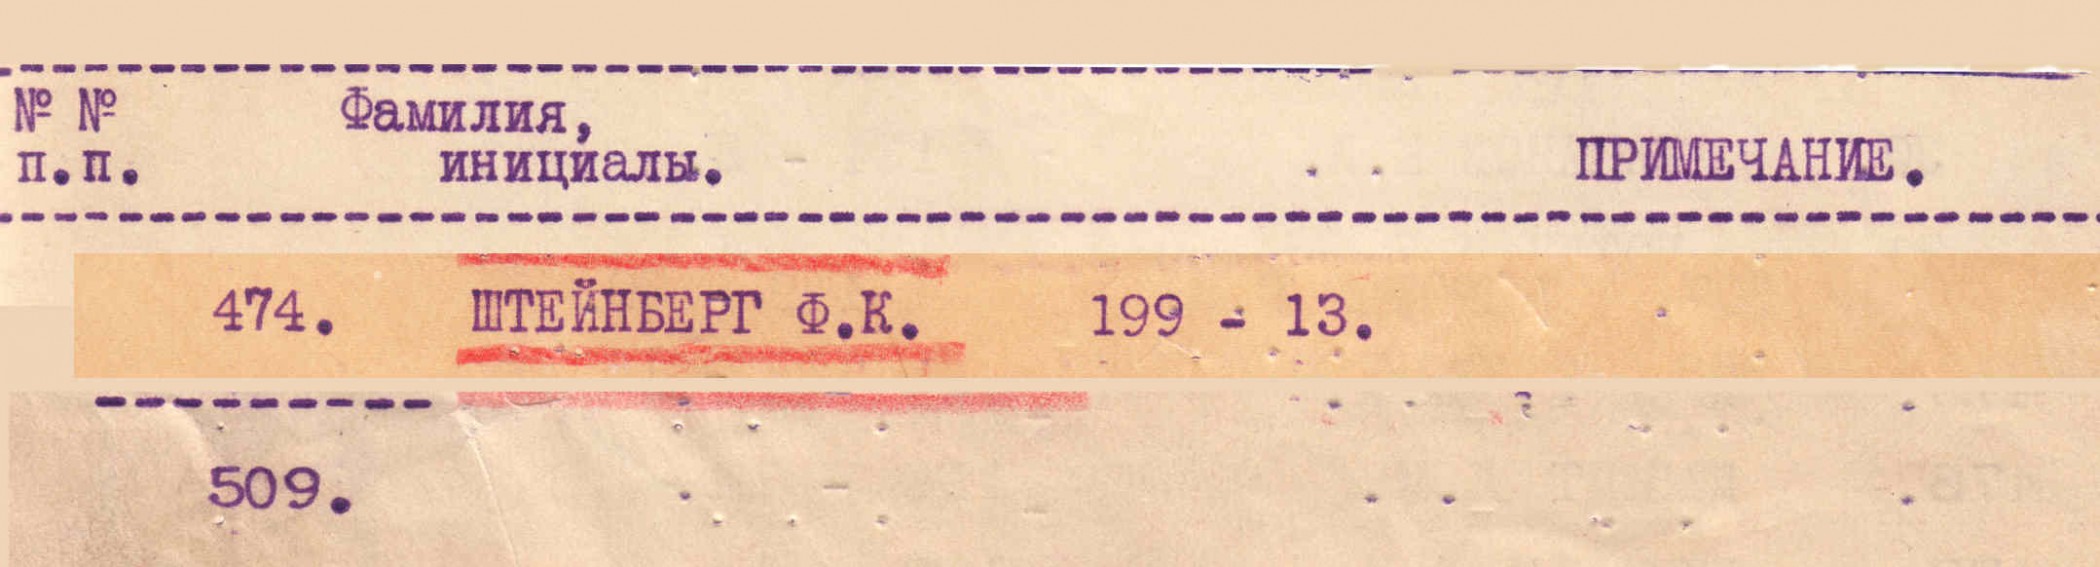 № № Фамилия,
п.п. инициалы. ПРИМЕЧАНИЕ.
474. ШТЕЙНБЕРГ Ф.К. 199 - 13.
509.